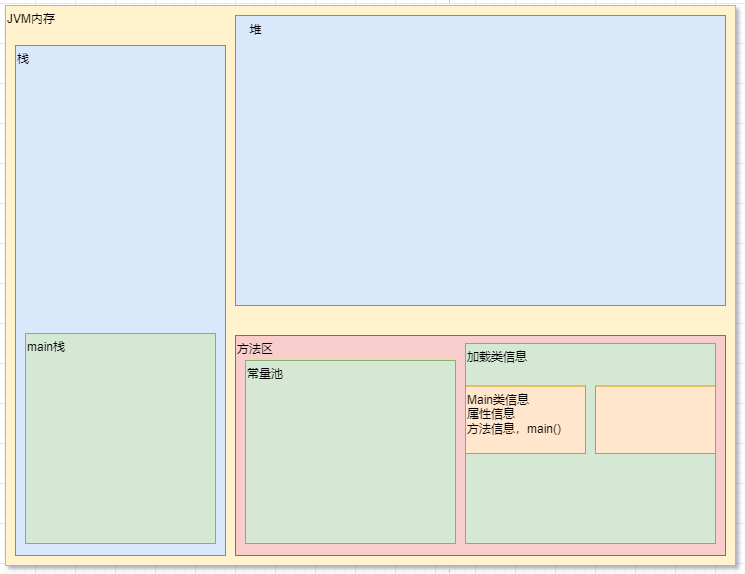 JVM内存
栈
堆
main栈
方法区
常量池
加载类信息
Main类信息
属性信息
方法信息，main()